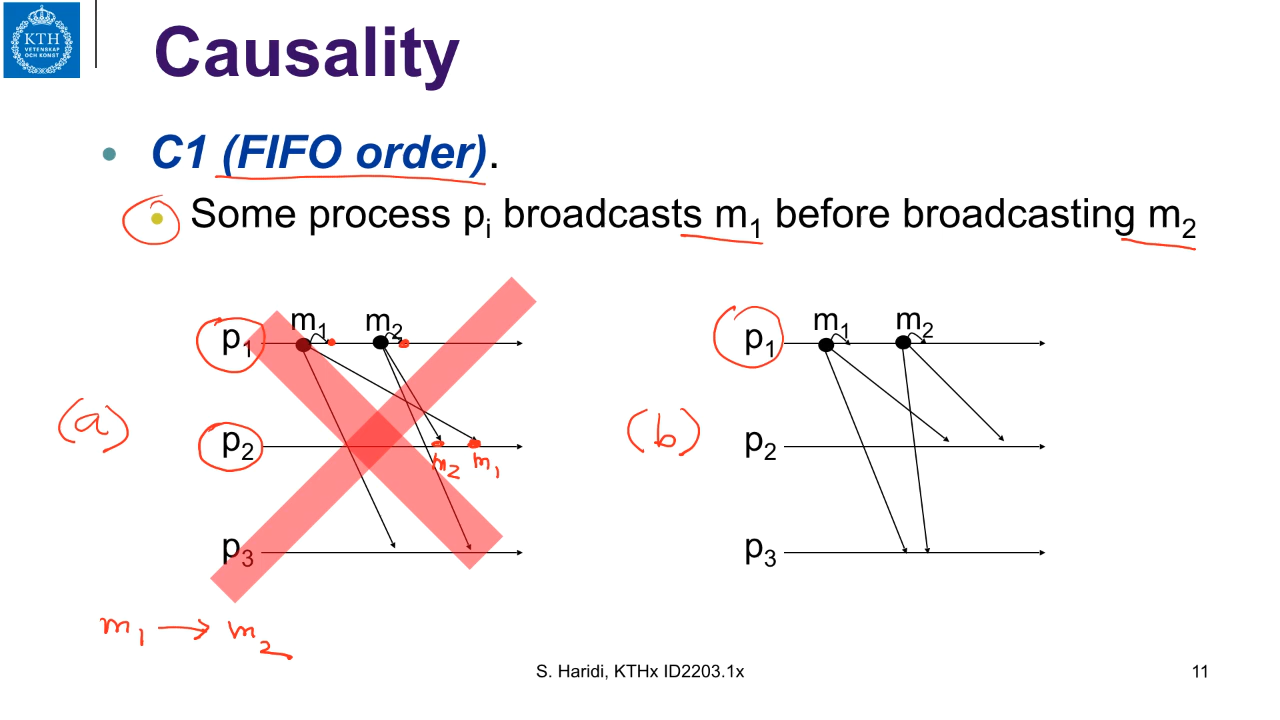 KTH
VETENSKAP
OCH KONST
Causality
• C1 (FIFO order).
• Some process pi broadcasts m1 before broadcasting m2
m1 m2
p1
(a)
p2
m2 m1
p3
m1 → m2
m1 m2
p1
(b)
p2
p3
S. Haridi, KTHx ID2203.1x
11